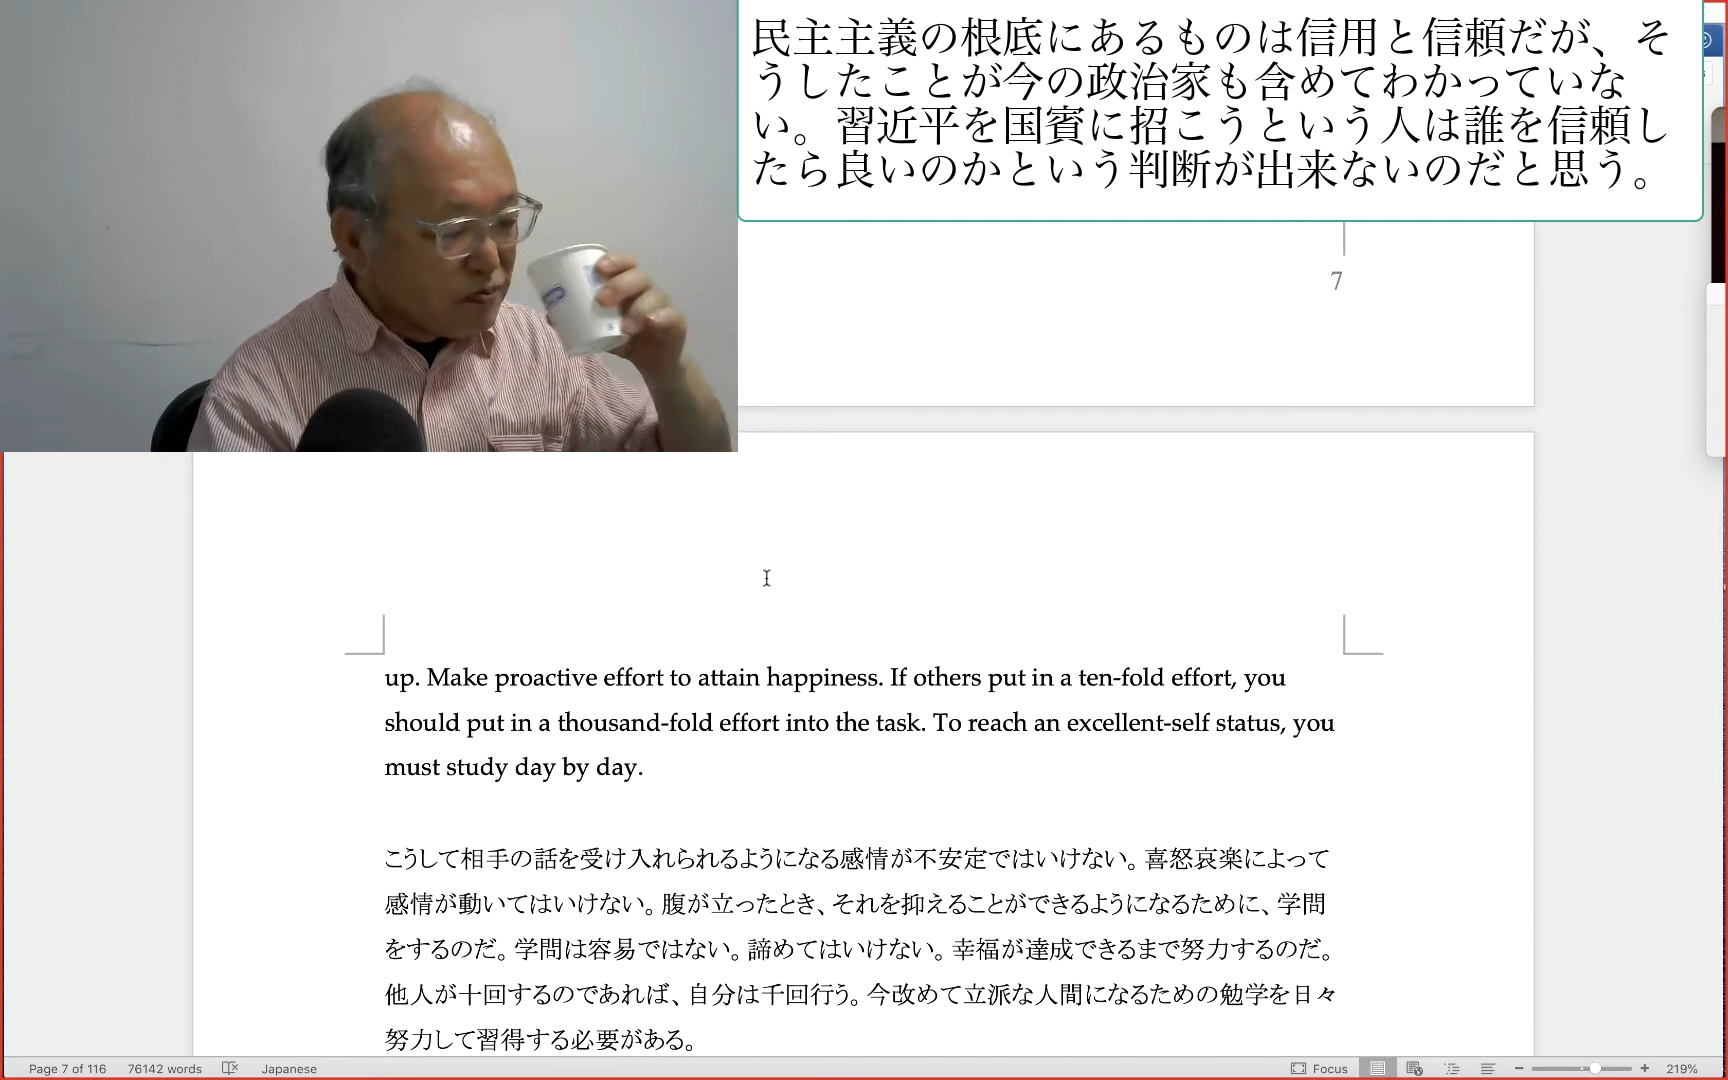 民主主義の根底にあるものは信用と信頼だが、そ
うしたことが今の政治家も含めてわかっていな
い。習近平を国賓に招こうという人は誰を信頼し
たら良いのかという判断が出来ないのだと思う。
7
up. Make proactive effort to attain happiness. If others put in a ten-fold effort, you
should put in a thousand-fold effort into the task. To reach an excellent-self status, you
must study day by day.
こうして相手の話を受け入れられるようになる感情が不安定ではいけない。喜怒哀楽によって
感情が動いてはいけない。腹が立ったとき、それを抑えることができるようになるために、学問
をするのだ。学問は容易ではない。諦めてはいけない。幸福が達成できるまで努力するのだ。
他人が十回するのであれば、自分は千回行う。今改めて立派な人間になるための勉学を日々
努力して習得する必要がある。
Page 7 of 116 76142 words Japanese Focus 219%